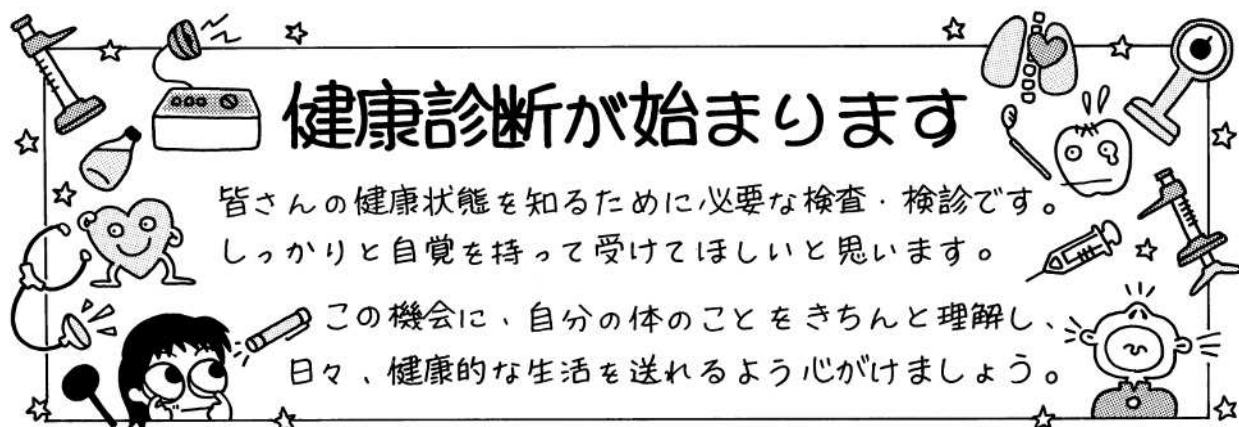 健康診断が始まります
皆さんの健康状態を知るために必要な検査・検診です。
しっかりと自覚を持って受けてほしいと思います。
この機会に、自分の体のことをきちんと理解し、
日々、健康的な生活を送れるよう心がけましょう。